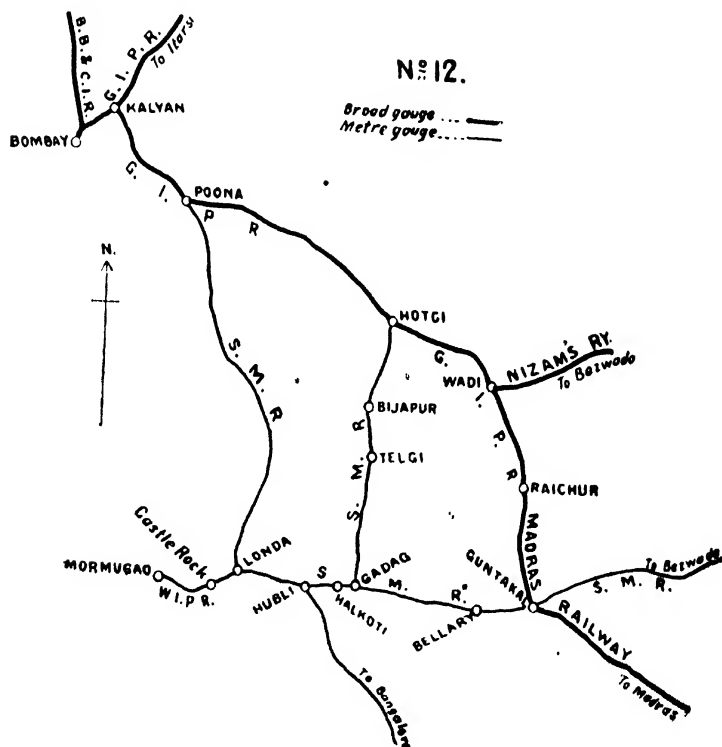 Nº 12.
Broad gauge
Metre gauge
B. B. & C. I. R.
G. I. P. R.
To Itarsi
KALYAN
BOMBAY
G. I. P. R
POONA
N.
HOTGI
G. I. P. R
WADI
NIZAM'S RY.
To Bezwada
S. M. R
BIJAPUR
S. M. R
TELGI
RAICHUR
MADRAS RAILWAY
Castle Rock
LONDA
MORMUGAO
W. I. P. R.
HUBLI
S. M. R.
HALKOTI
GADAG
GUNTAKAL
BELLARY
S. M. R.
To Bezwada
To Madras
To Bangalore